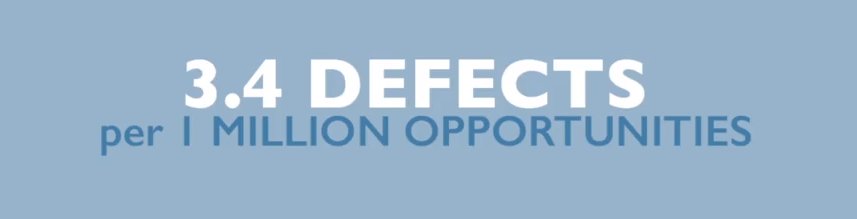 3.4 DEFECTS
per 1 MILLION OPPORTUNITIES